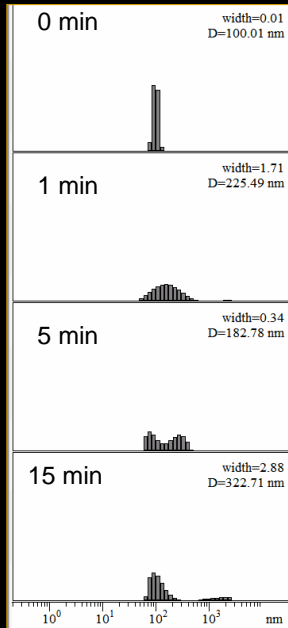 0 min
width=0.01
D=100.01 nm
1 min
width=1.71
D=225.49 nm
5 min
width=0.34
D=182.78 nm
15 min
width=2.88
D=322.71 nm
10⁰ 10¹ 10² 10³ nm